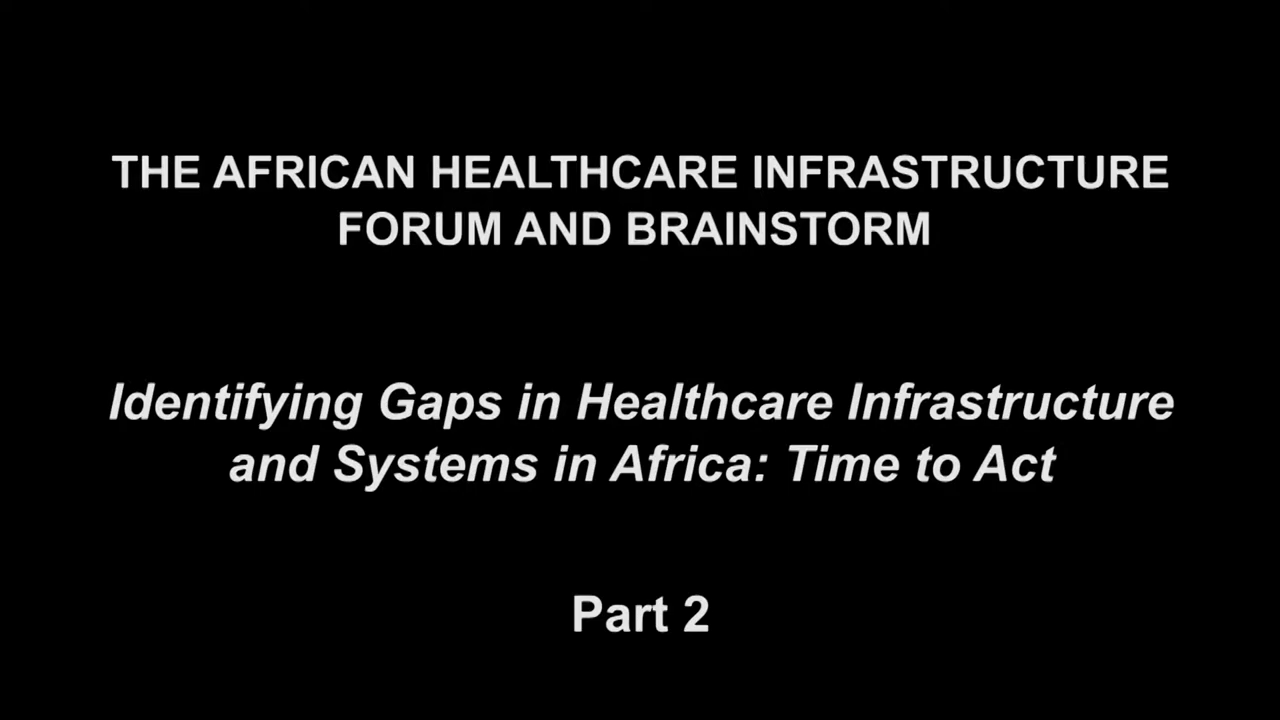 THE AFRICAN HEALTHCARE INFRASTRUCTURE
FORUM AND BRAINSTORM
Identifying Gaps in Healthcare Infrastructure
and Systems in Africa: Time to Act
Part 2